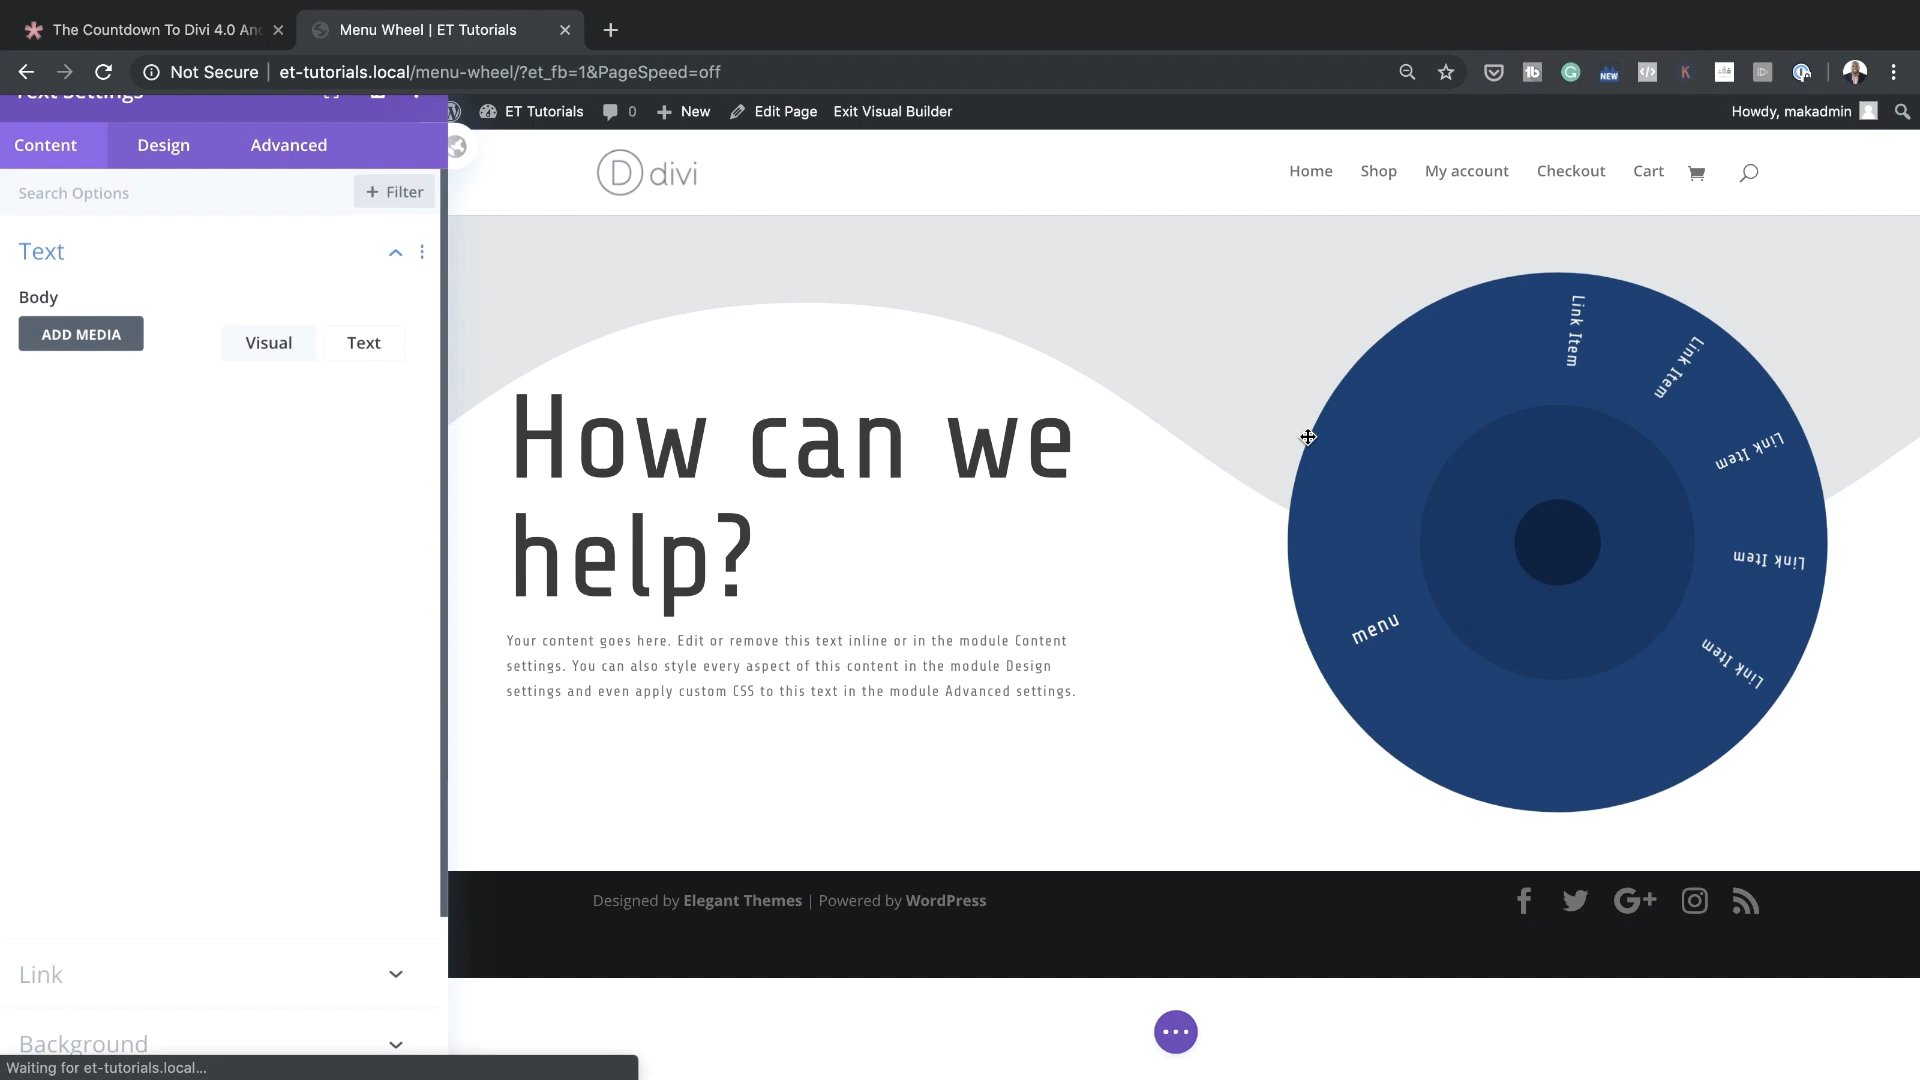 The Countdown To Divi 4.0 An
Menu Wheel | ET Tutorials
Not Secure | et-tutorials.local/menu-wheel/?et_fb=1&PageSpeed=off
Text Settings
ET Tutorials
0
New
Edit Page
Exit Visual Builder
Howdy, makadmin
Content
Design
Advanced
Search Options
+ Filter
D divi
Home
Shop
My account
Checkout
Cart
Text
Body
ADD MEDIA
Visual
Text
Link Item
Link Item
Link Item
Link Item
Link Item
menu
How can we
help?
Your content goes here. Edit or remove this text inline or in the module Content
settings. You can also style every aspect of this content in the module Design
settings and even apply custom CSS to this text in the module Advanced settings.
Designed by Elegant Themes | Powered by WordPress
Link
Background
Waiting for et-tutorials.local...